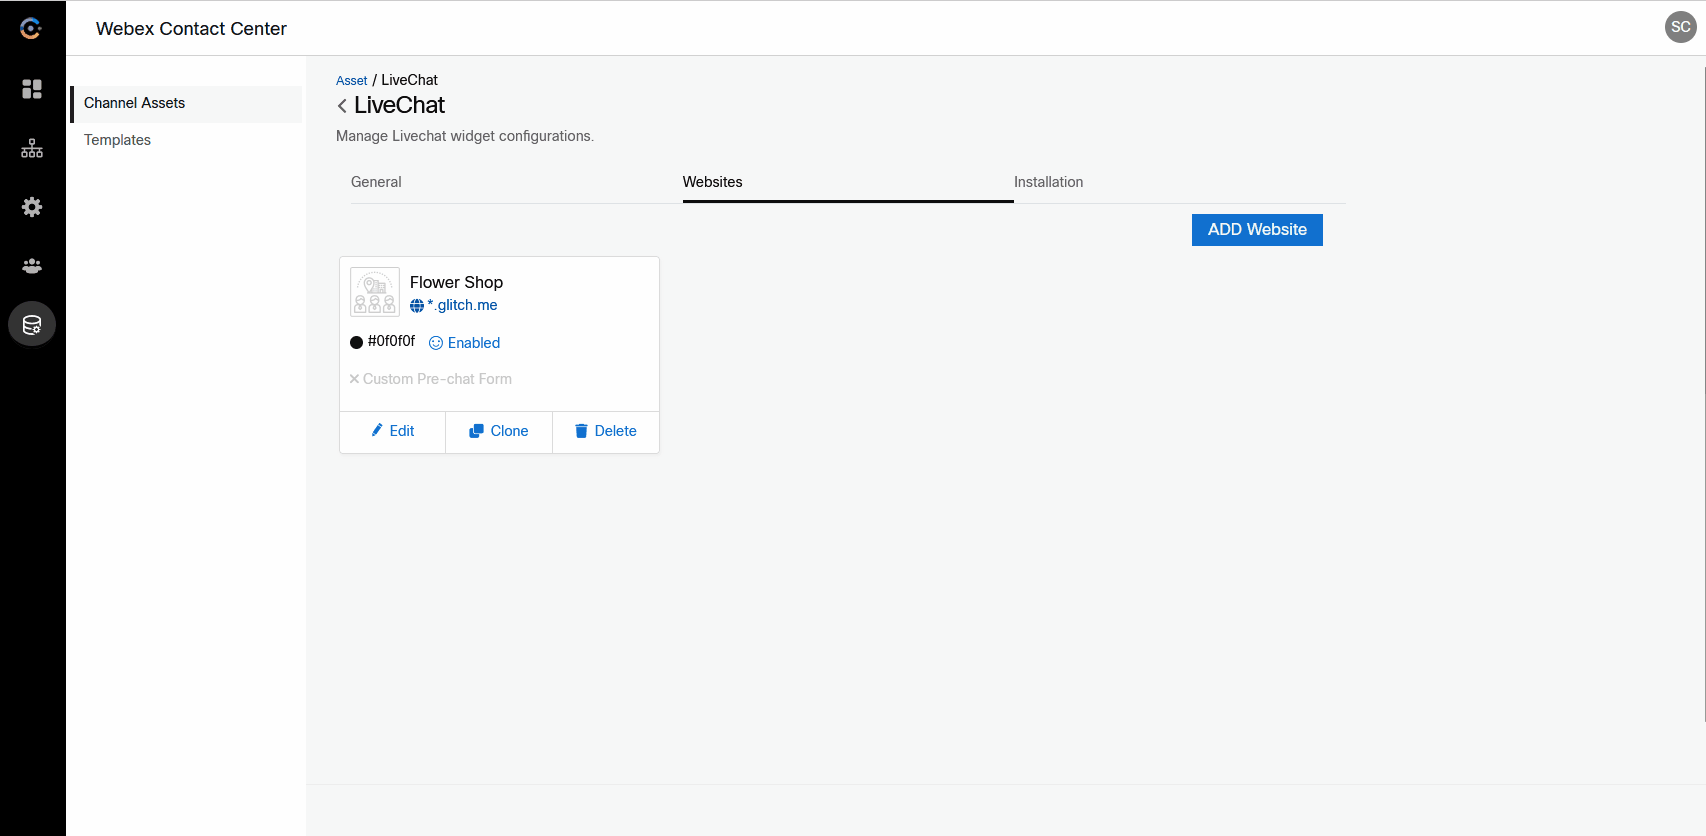 Webex Contact Center
SC
Channel Assets
Templates
Asset / LiveChat
LiveChat
Manage Livechat widget configurations.
General
Websites
Installation
ADD Website
Flower Shop
*.glitch.me
#0f0f0f
Enabled
Custom Pre-chat Form
Edit
Clone
Delete